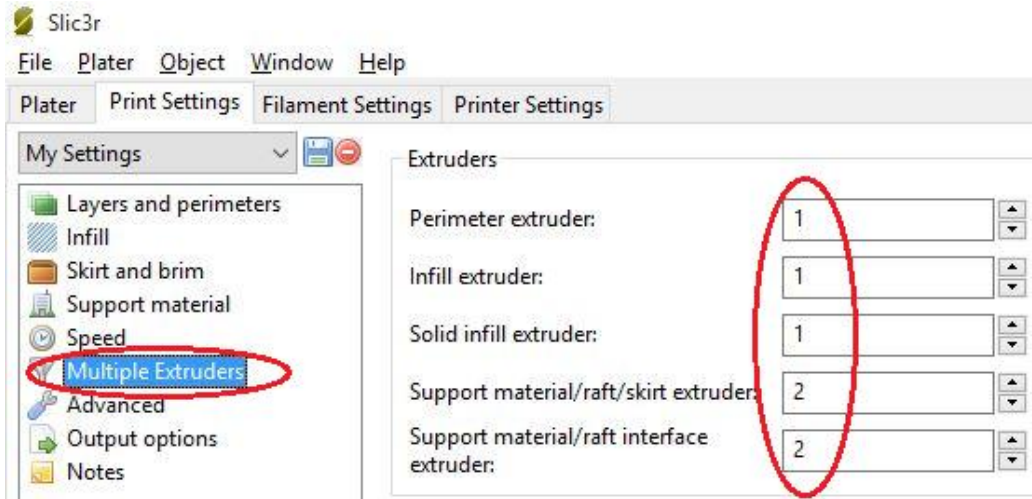 Slic3r
File Plater Object Window Help
Plater Print Settings Filament Settings Printer Settings
My Settings
Layers and perimeters
Infill
Skirt and brim
Support material
Speed
Multiple Extruders
Advanced
Output options
Notes
Extruders
Perimeter extruder: 1
Infill extruder: 1
Solid infill extruder: 1
Support material/raft/skirt extruder: 2
Support material/raft interface
extruder: 2